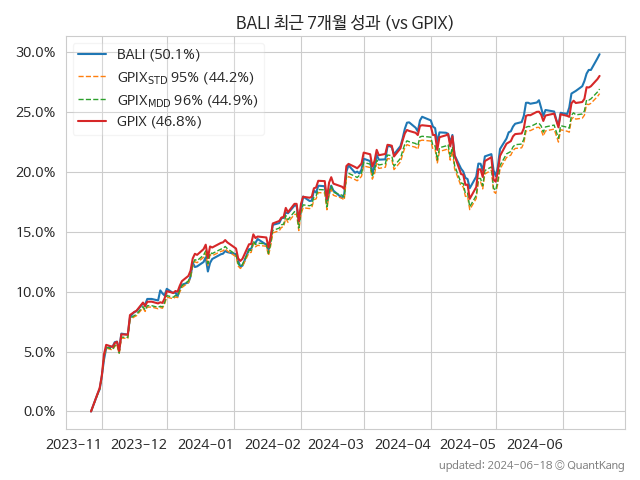 BALI 최근 7개월 성과 (vs GPIX)
30.0%
25.0%
20.0%
15.0%
10.0%
5.0%
0.0%
BALI (50.1%)
GPIXSTD 95% (44.2%)
GPIXMDD 96% (44.9%)
GPIX (46.8%)
2023-11 2023-12 2024-01 2024-02 2024-03 2024-04 2024-05 2024-06
updated: 2024-06-18 © QuantKang